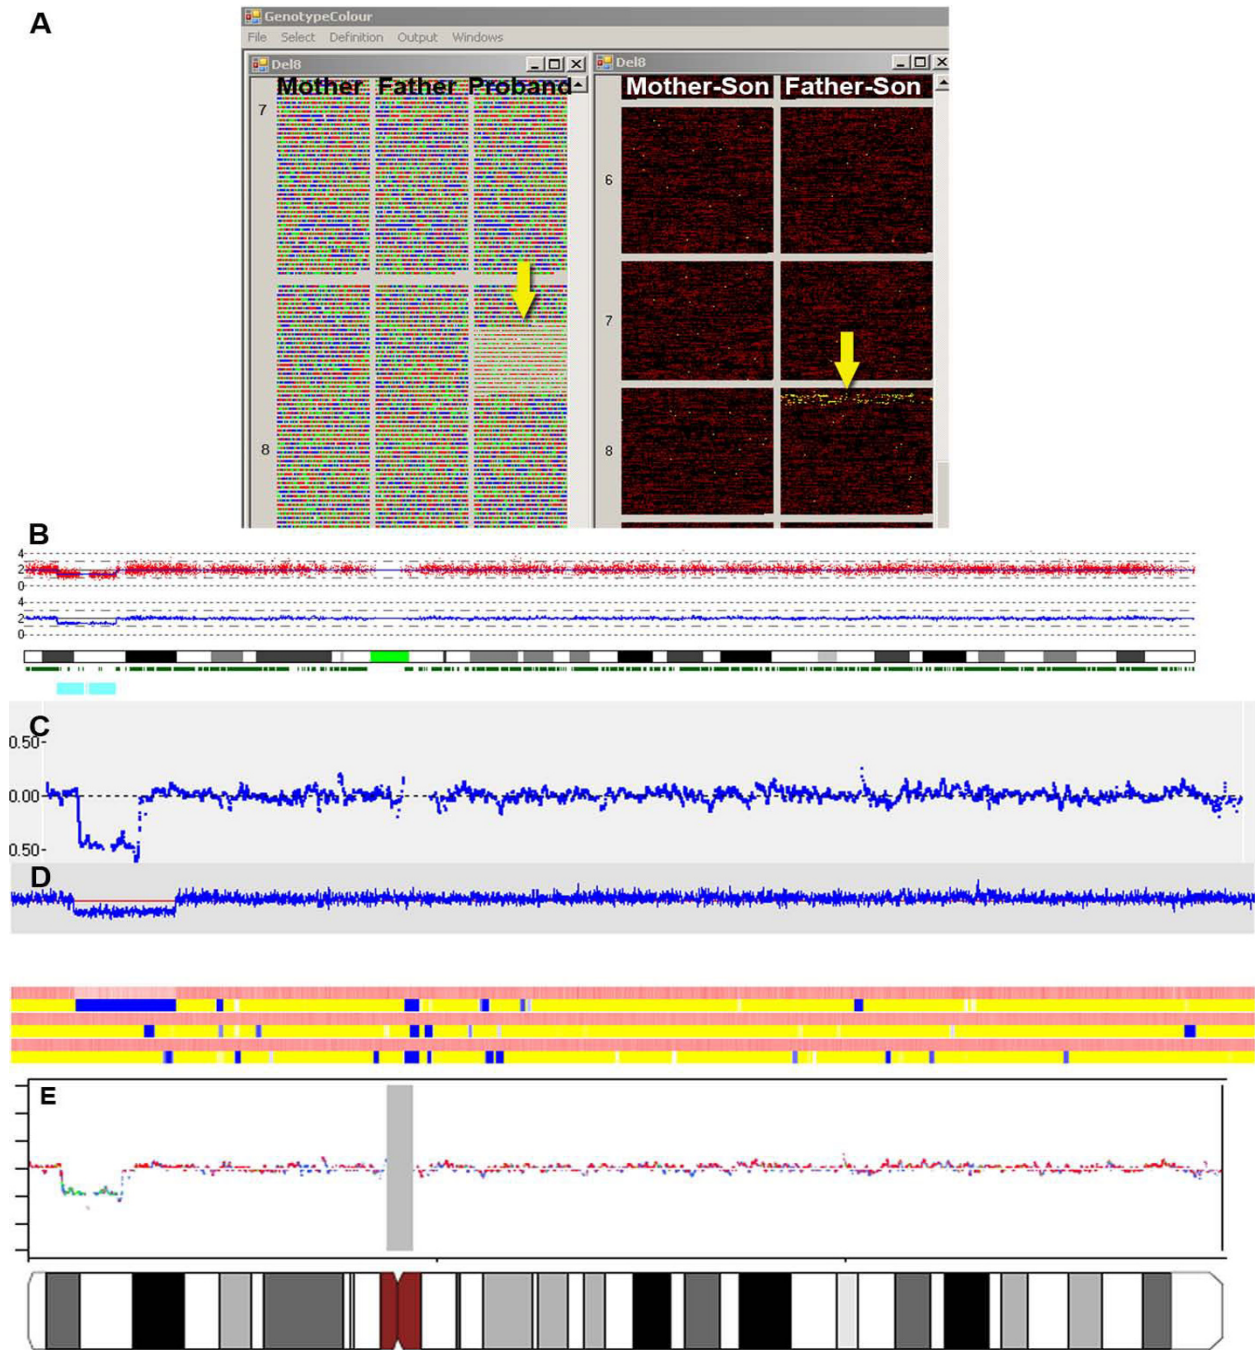 A
GenotypeColour
File Select Definition Output Windows
Del8
Del8
Mother Father Proband
Mother-Son Father-Son
7
8
6
7
8
B
4
2
0
4
2
0
C
0.50-
0.00
0.50-
D
E